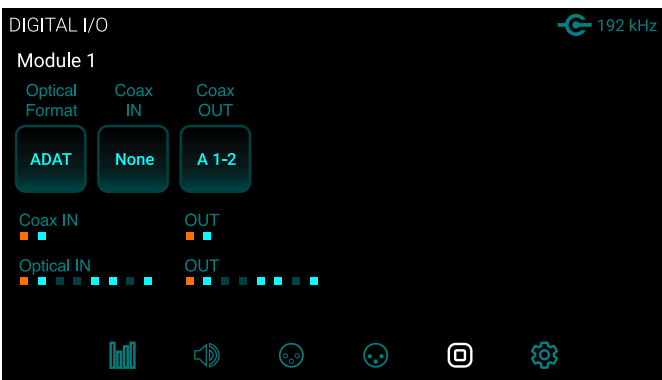 DIGITAL I/O
192 kHz
Module 1
Optical Format
Coax IN
Coax OUT
ADAT
None
A 1-2
Coax IN
OUT
Optical IN
OUT